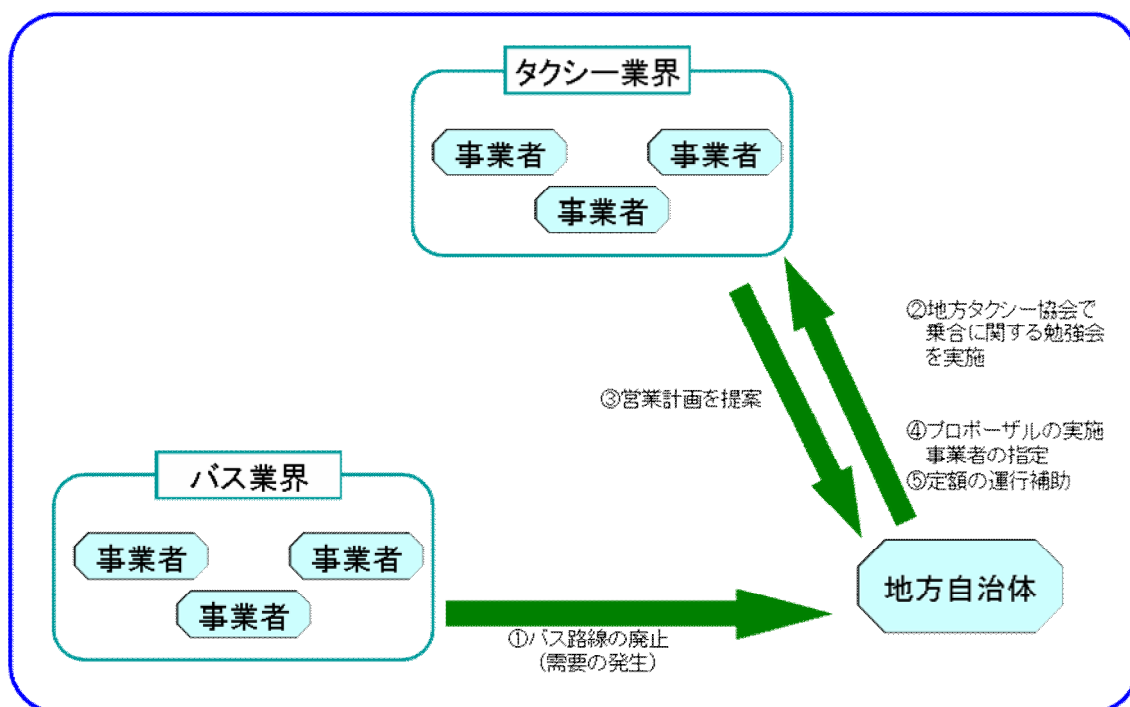 タクシー業界
事業者
事業者
事業者
②地方タクシー協会で
乗合に関する勉強会
を実施
③営業計画を提案
④プロポーザルの実施
事業者の指定
⑤定額の運行補助
バス業界
事業者
事業者
事業者
地方自治体
①バス路線の廃止
(需要の発生)